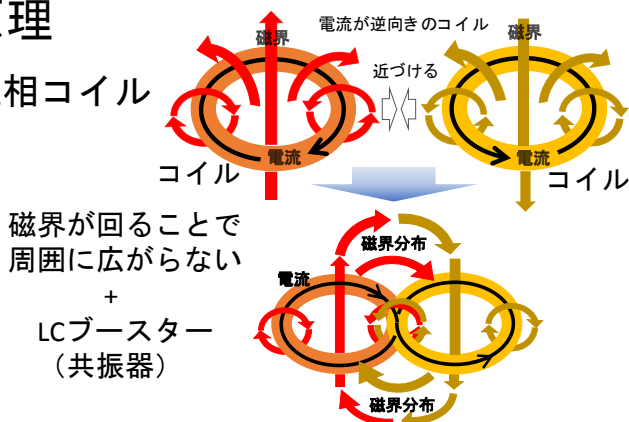 理
電流が逆向きのコイル
磁界
磁界
相コイル
近づける
電流
電流
コイル
コイル
磁界が回ることで
周囲に広がらない
+
LCブースター
（共振器）
磁界分布
電流
磁界分布